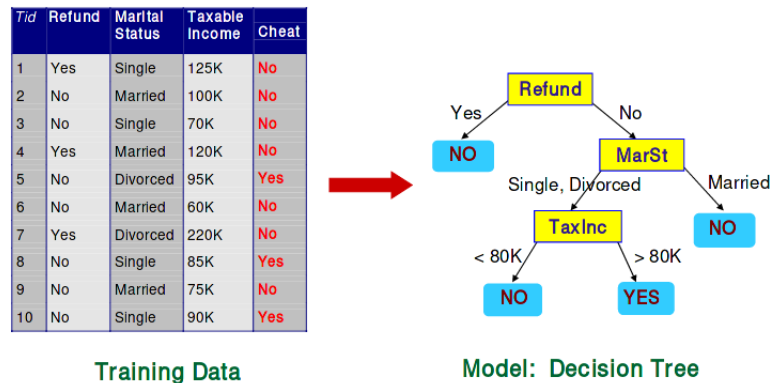 Tid Refund Marital Status Taxable Income Cheat
1 Yes Single 125K No
2 No Married 100K No
3 No Single 70K No
4 Yes Married 120K No
5 No Divorced 95K Yes
6 No Married 60K No
7 Yes Divorced 220K No
8 No Single 85K Yes
9 No Married 75K No
10 No Single 90K Yes
Training Data
Refund
Yes No
NO MarSt
Single, Divorced Married
TaxInc NO
< 80K > 80K
NO YES
Model: Decision Tree